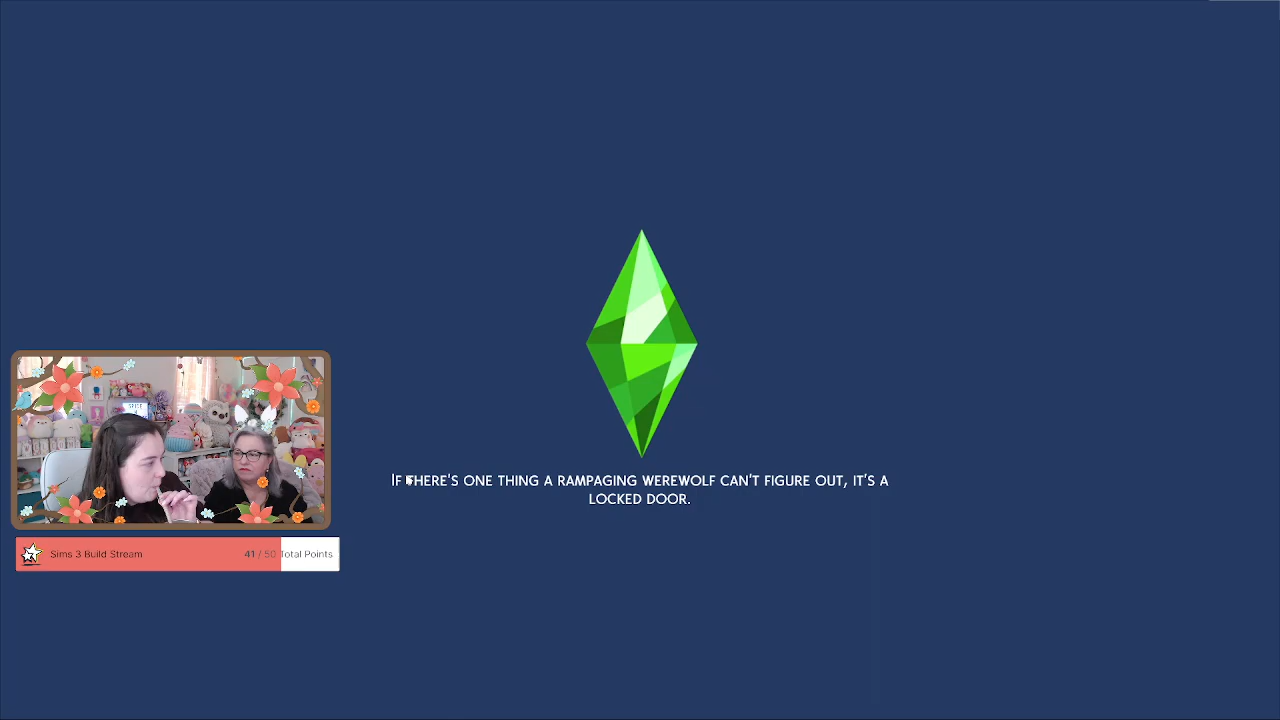 IF THERE'S ONE THING A RAMPAGING WEREWOLF CAN'T FIGURE OUT, IT'S A
LOCKED DOOR.
Sims 3 Build Stream 41 / 50 Total Points